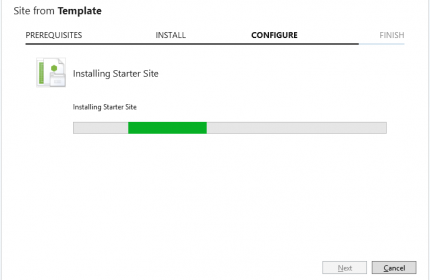 Site from Template
PREREQUISITES INSTALL CONFIGURE FINISH
Installing Starter Site
Installing Starter Site
Next Cancel